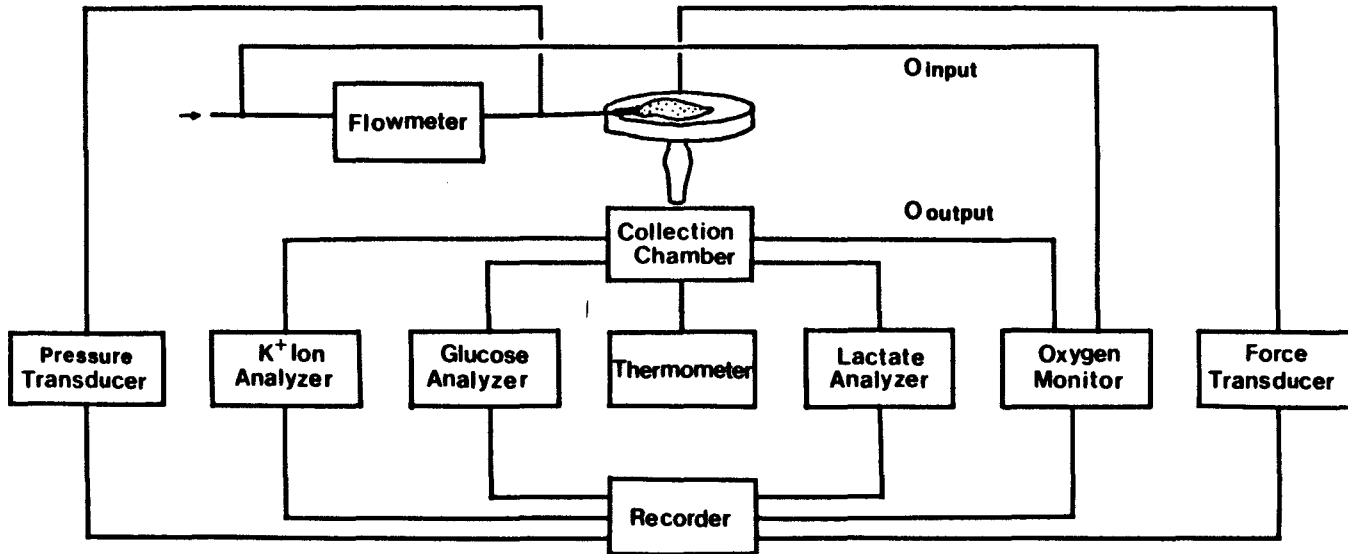 O input
Flowmeter
O output
Collection
Chamber
Pressure
Transducer
K+ Ion
Analyzer
Glucose
Analyzer
Thermometer
Lactate
Analyzer
Oxygen
Monitor
Force
Transducer
Recorder